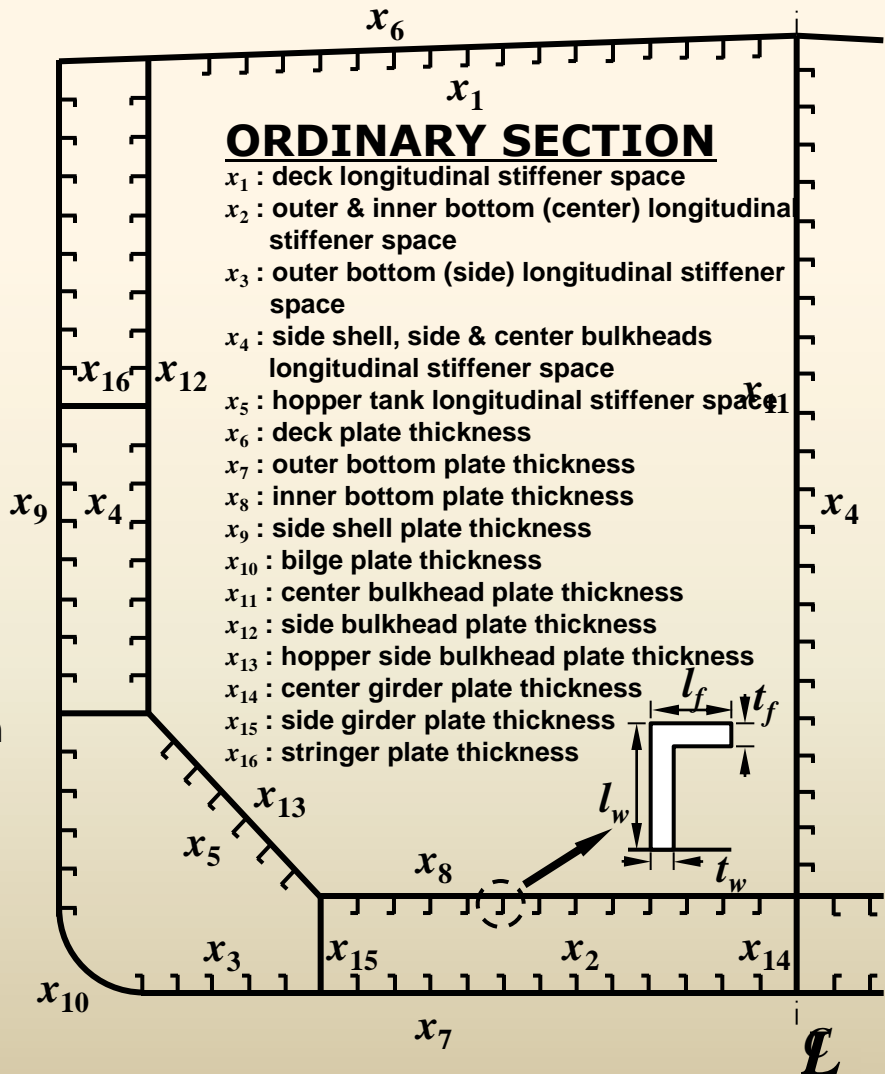 x6
x1
ORDINARY SECTION
x1 : deck longitudinal stiffener space
x2 : outer & inner bottom (center) longitudinal
stiffener space
x3 : outer bottom (side) longitudinal stiffener
space
x4 : side shell, side & center bulkheads
longitudinal stiffener space
x16 x12
x5 : hopper tank longitudinal stiffener space
x11
x6 : deck plate thickness
x7 : outer bottom plate thickness
x8 : inner bottom plate thickness
x9 x4
x4
x9 : side shell plate thickness
x10 : bilge plate thickness
x11 : center bulkhead plate thickness
x12 : side bulkhead plate thickness
x13 : hopper side bulkhead plate thickness
x14 : center girder plate thickness
x15 : side girder plate thickness
x16 : stringer plate thickness
lf tf
lw
tw
x13
x5
x8
x3 x15 x2 x14
x10
x7